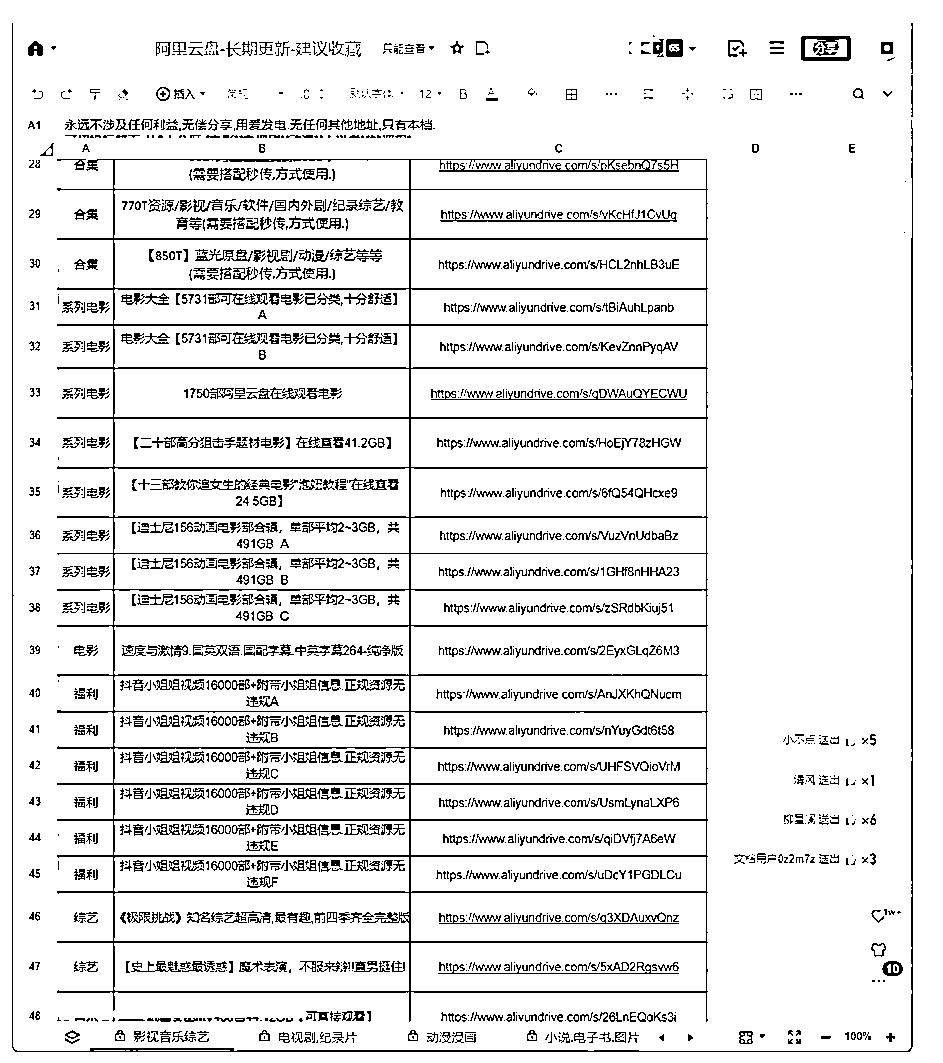 阿里云盘-长期更新-建议收藏 只能查看
分享
插入 12 B A
A1 永远不涉及任何利益,无偿分享,用爱发电.无任何其他地址,只有本档.
A B C D E
28 合集 (需要搭配秒传,方式使用.) https://www.aliyundrive.com/s/pKsebnQ7s5H
29 合集 770T资源/影视/音乐/软件/国内外剧/纪录综艺/教
育等(需要搭配秒传,方式使用.) https://www.aliyundrive.com/s/vKcHfJ1CvUg
30 合集 【850T】蓝光原盘/影视剧/动漫/综艺等等
(需要搭配秒传,方式使用.) https://www.aliyundrive.com/s/HCL2nhLB3uE
31 系列电影 电影大全【5731部可在线观看电影已分类,十分舒适】
A https://www.aliyundrive.com/s/tBiAuhLpanb
32 系列电影 电影大全【5731部可在线观看电影已分类,十分舒适】
B https://www.aliyundrive.com/s/KevZnnPyqAV
33 系列电影 1750部阿里云盘在线观看电影 https://www.aliyundrive.com/s/gDWAuQYECWU
34 系列电影 【二十部高分狙击手题材电影】在线直看41.2GB】 https://www.aliyundrive.com/s/HoEjY78zHGW
35 系列电影 【十三部教你追女生的经典电影"泡妞教程"在线直看
24.5GB】 https://www.aliyundrive.com/s/6fQ54QHcxe9
36 系列电影 【迪士尼156动画电影部合辑，单部平均2~3GB，共
491GB A https://www.aliyundrive.com/s/VuzVnUdbaBz
37 系列电影 【迪士尼156动画电影部合辑，单部平均2~3GB，共
491GB B https://www.aliyundrive.com/s/1GHf8nHHA23
38 系列电影 【迪士尼156动画电影部合辑，单部平均2~3GB，共
491GB C https://www.aliyundrive.com/s/zSRdbKiuj51
39 电影 速度与激情9.国英双语.国配字幕.中英字幕264-纯净版 https://www.aliyundrive.com/s/2EyxGLqZ6M3
40 福利 抖音小姐姐视频16000部+附带小姐姐信息.正规资源无
违规A https://www.aliyundrive.com/s/AnJXKhQNucm
41 福利 抖音小姐姐视频16000部+附带小姐姐信息.正规资源无
违规B https://www.aliyundrive.com/s/nYuyGdt6t58
42 福利 抖音小姐姐视频16000部+附带小姐姐信息.正规资源无
违规C https://www.aliyundrive.com/s/UHFSVQioVrM
43 福利 抖音小姐姐视频16000部+附带小姐姐信息.正规资源无
违规D https://www.aliyundrive.com/s/UsmLynaLXP6
44 福利 抖音小姐姐视频16000部+附带小姐姐信息.正规资源无
违规E https://www.aliyundrive.com/s/qiDVfj7A6eW
45 福利 抖音小姐姐视频16000部+附带小姐姐信息.正规资源无
违规F https://www.aliyundrive.com/s/uDcY1PGDLCu
46 综艺 《极限挑战》知名综艺超高清,最有趣,前四季齐全完整版 https://www.aliyundrive.com/s/q3XDAuxvQnz
47 综艺 【史上最魅惑最诱惑】魔术表演，不服来辩!直男挺住! https://www.aliyundrive.com/s/5xAD2Rgsvw6
48 可直接观看】 https://www.aliyundrive.com/s/26LnEQoKs3i
小不点 送出 ×5
清风 送出 ×1
送出 ×6
文档用户0z2m7z 送出 ×3
1w+
10
影视音乐综艺 电视剧,纪录片 动漫漫画 小说.电子书.图片 100%